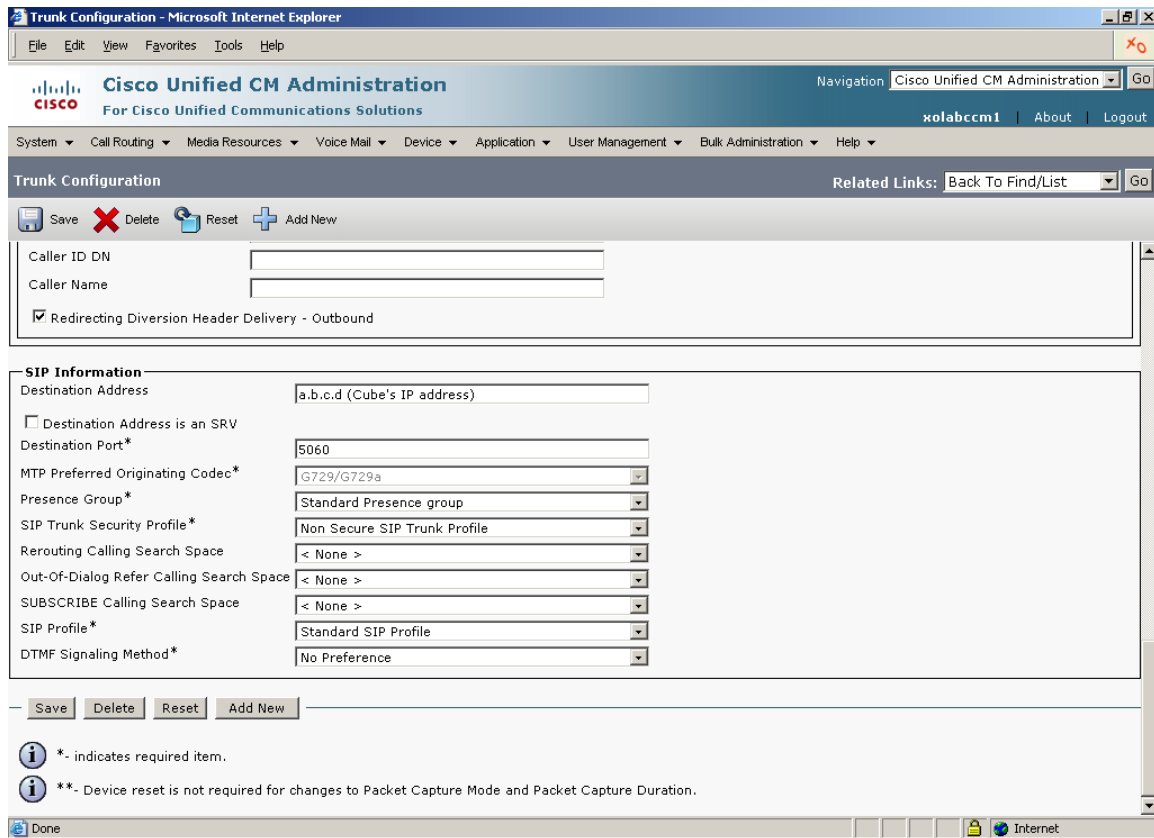 Trunk Configuration - Microsoft Internet Explorer
File Edit View Favorites Tools Help
cisco
Cisco Unified CM Administration
For Cisco Unified Communications Solutions
Navigation Cisco Unified CM Administration Go
xolabccm1 | About | Logout
System Call Routing Media Resources Voice Mail Device Application User Management Bulk Administration Help
Trunk Configuration
Related Links: Back To Find/List Go
Save Delete Reset Add New
Caller ID DN
Caller Name
Redirecting Diversion Header Delivery - Outbound
SIP Information
Destination Address a.b.c.d (Cube's IP address)
Destination Address is an SRV
Destination Port* 5060
MTP Preferred Originating Codec* G729/G729a
Presence Group* Standard Presence group
SIP Trunk Security Profile* Non Secure SIP Trunk Profile
Rerouting Calling Search Space < None >
Out-Of-Dialog Refer Calling Search Space < None >
SUBSCRIBE Calling Search Space < None >
SIP Profile* Standard SIP Profile
DTMF Signaling Method* No Preference
Save Delete Reset Add New
*- indicates required item.
**- Device reset is not required for changes to Packet Capture Mode and Packet Capture Duration.
Done Internet